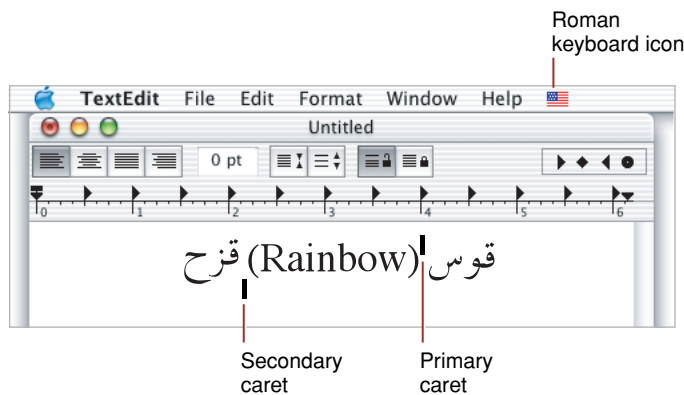 Roman
keyboard icon
TextEdit File Edit Format Window Help
Untitled
0 pt
0 1 2 3 4 5 6
قوس (Rainbow) قزح
Secondary
caret
Primary
caret